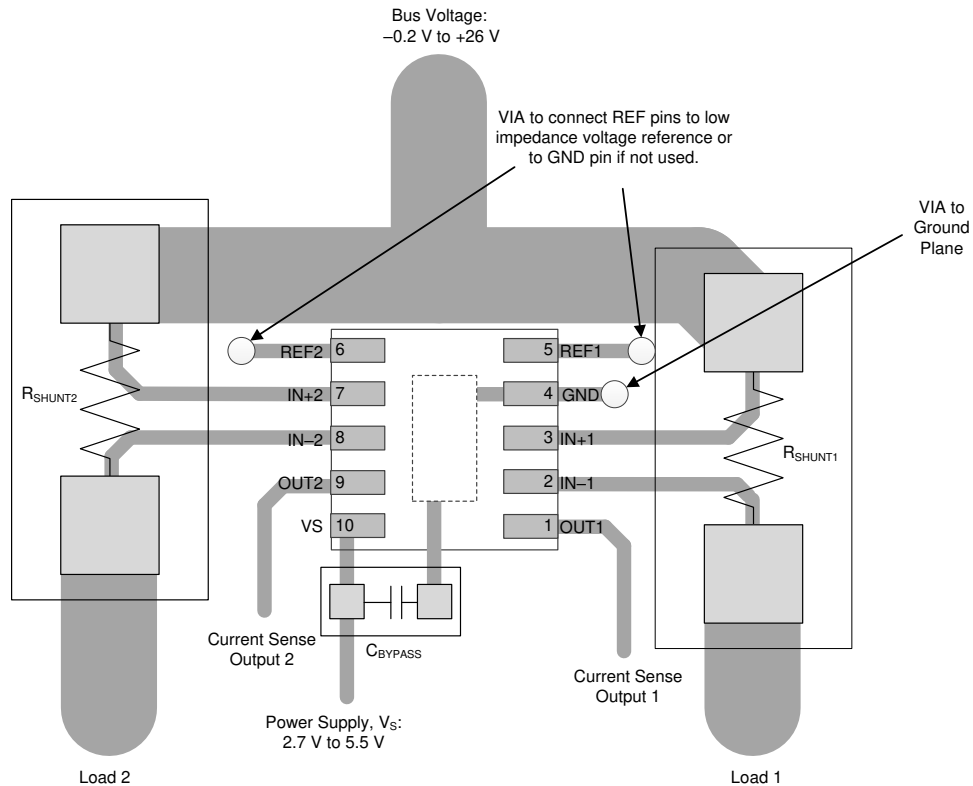 Bus Voltage:
–0.2 V to +26 V
VIA to connect REF pins to low
impedance voltage reference or
to GND pin if not used.
VIA to
Ground
Plane
REF2 6
5 REF1
IN+2 7
4 GND
RSHUNT2
IN–2 8
3 IN+1
RSHUNT1
OUT2 9
2 IN–1
VS 10
1 OUT1
Current Sense
Output 2
CBYPASS
Current Sense
Output 1
Power Supply, VS:
2.7 V to 5.5 V
Load 2
Load 1